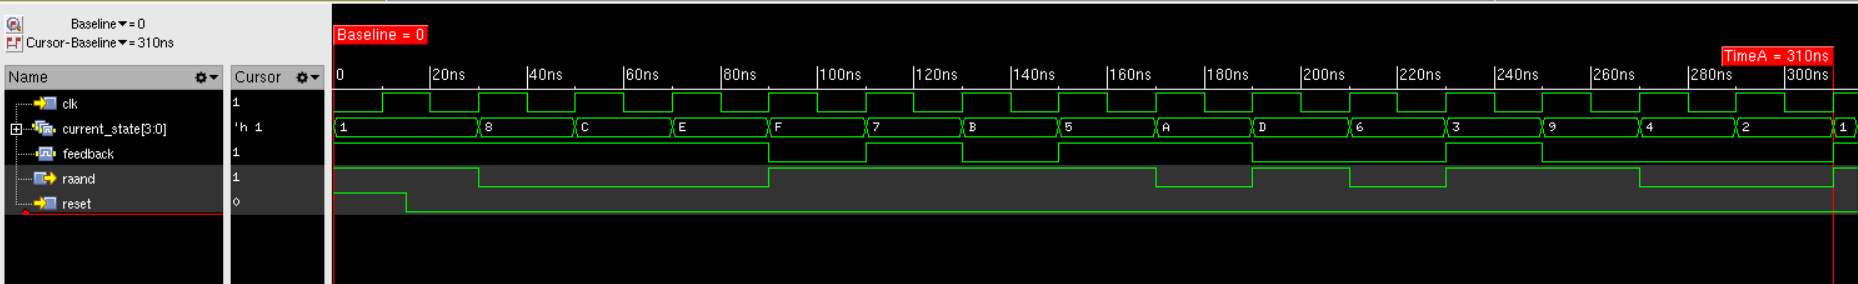 Baseline▼= 0
Cursor-Baseline▼= 310ns
Baseline = 0
TimeA = 310ns
Name Cursor 0 20ns 40ns 60ns 80ns 100ns 120ns 140ns 160ns 180ns 200ns 220ns 240ns 260ns 280ns 300ns
clk 1
current_state[3:0] 'h 1 1 8 C E F 7 B 5 A D 6 3 9 4 2 1
feedback 1
raand 1
reset 0